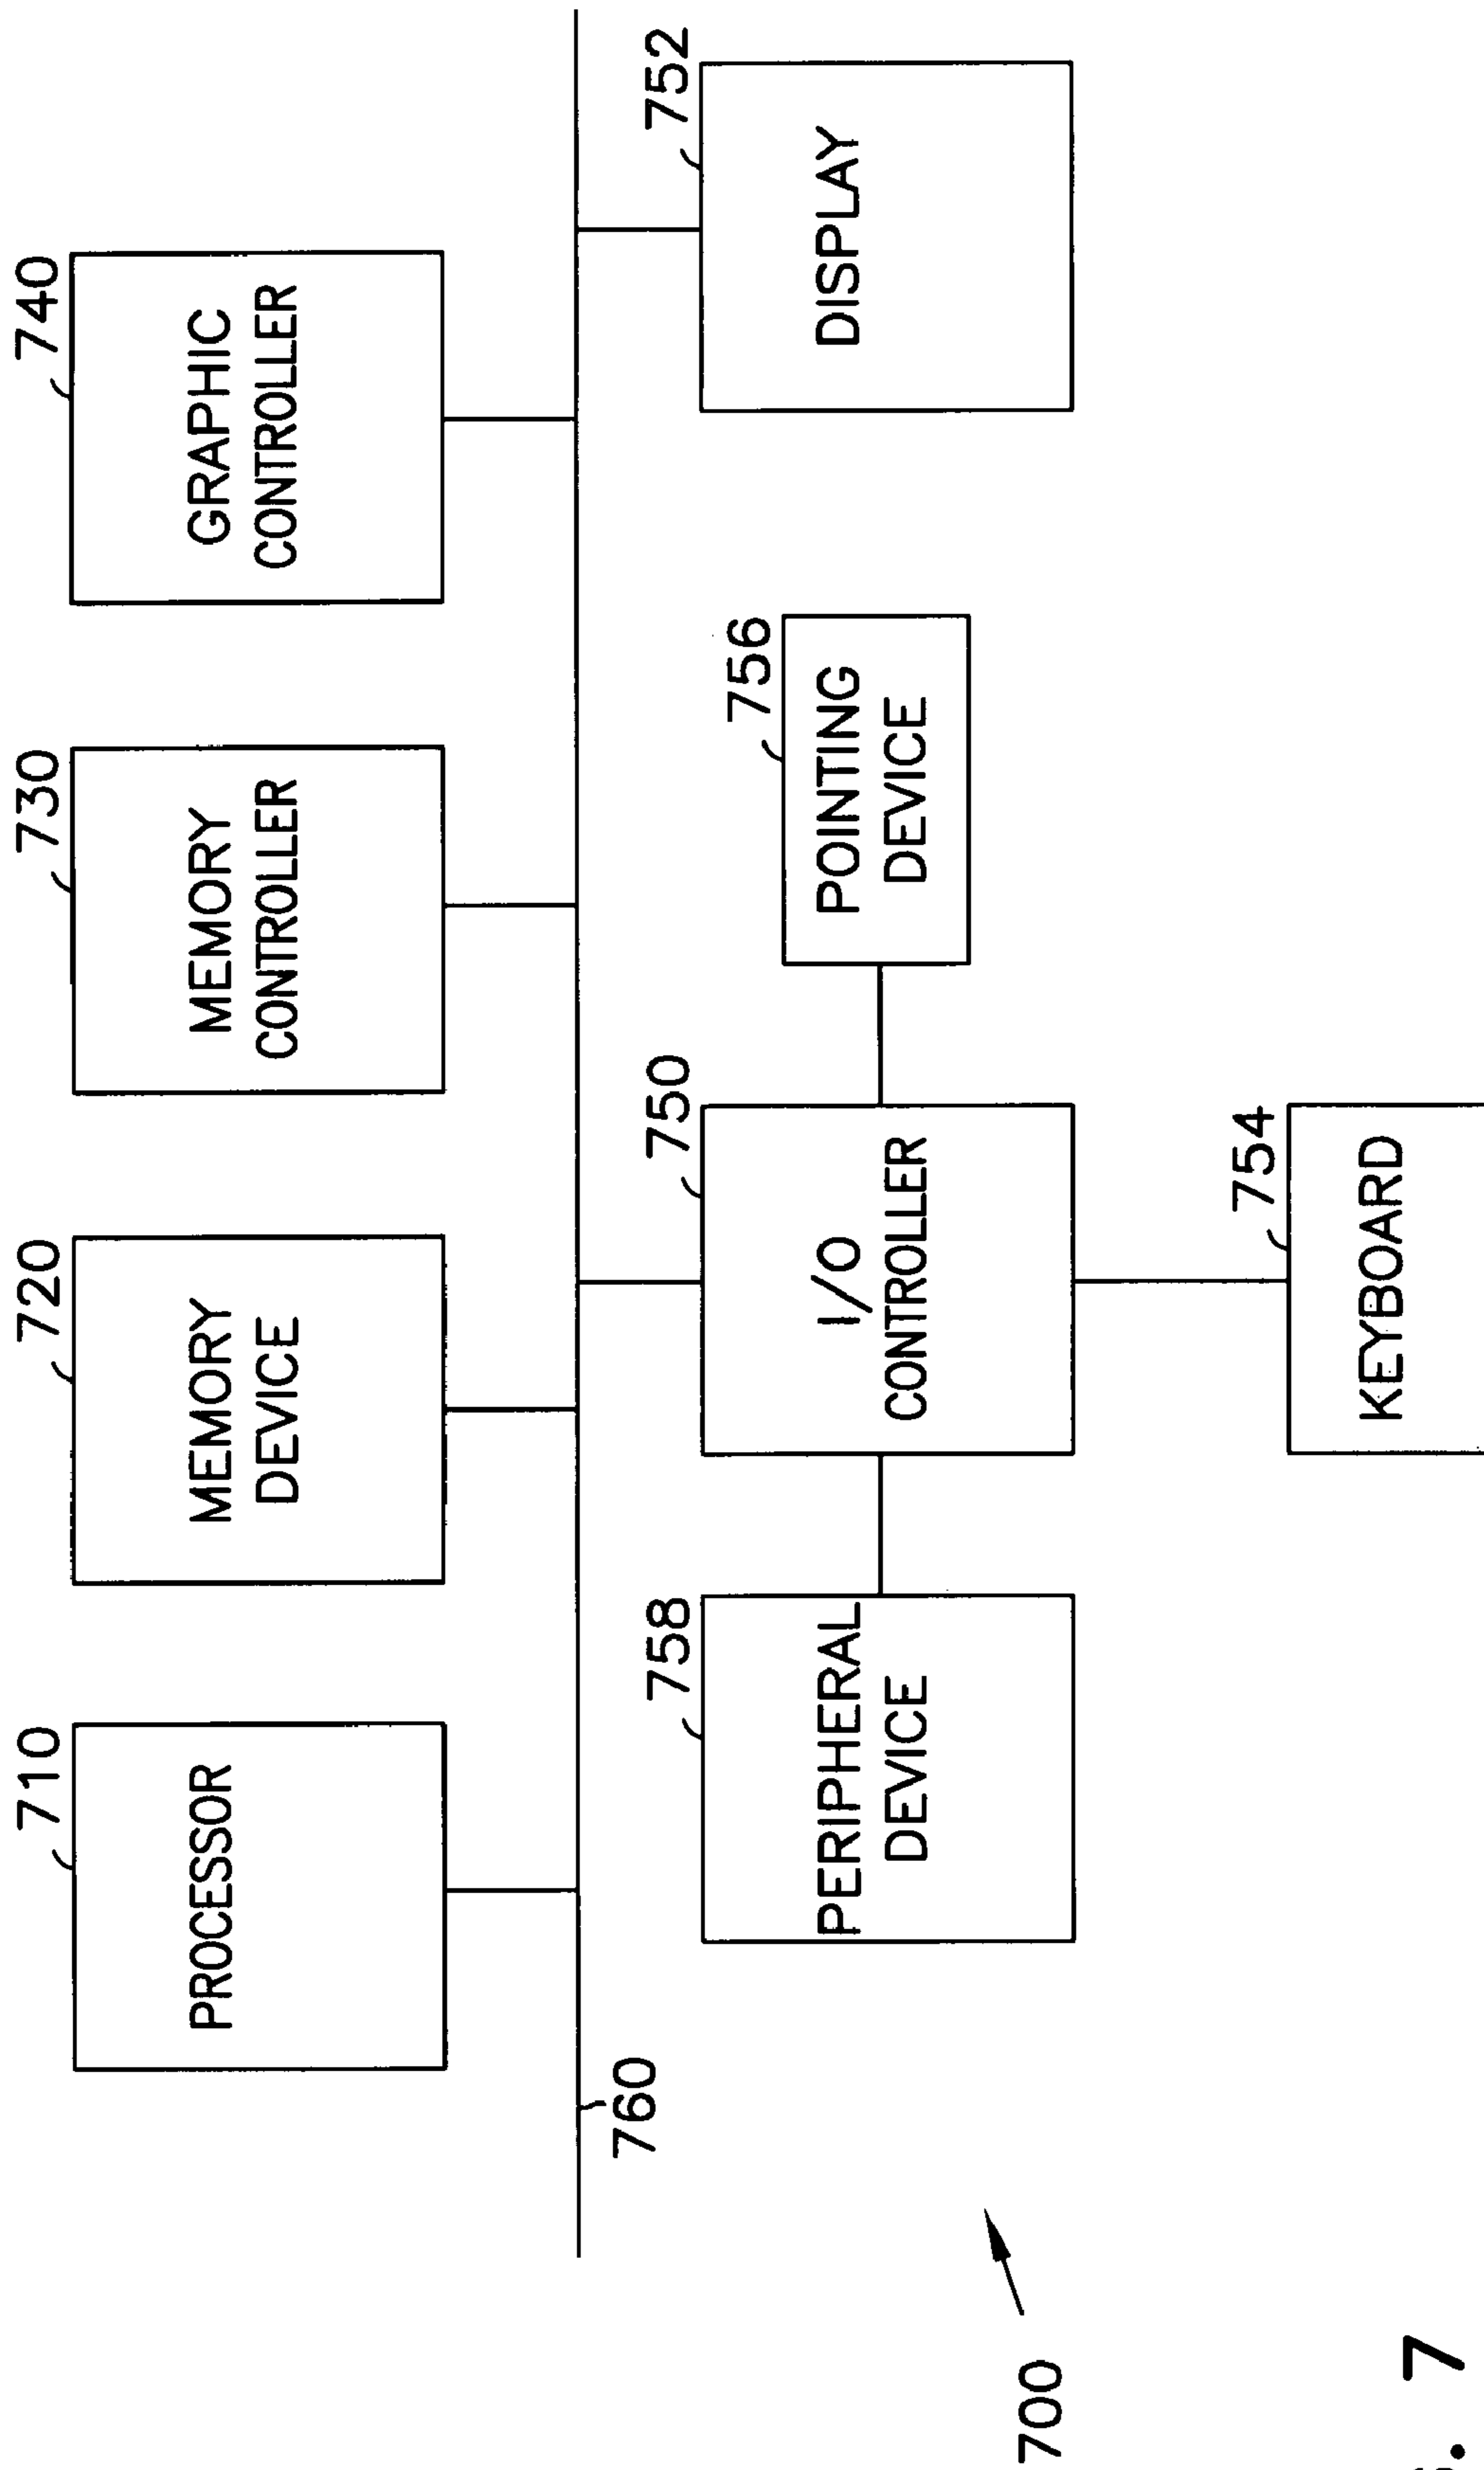 710
PROCESSOR
720
MEMORY
DEVICE
730
MEMORY
CONTROLLER
740
GRAPHIC
CONTROLLER
760
758
PERIPHERAL
DEVICE
750
I/O
CONTROLLER
756
POINTING
DEVICE
752
DISPLAY
754
KEYBOARD
700
. 7